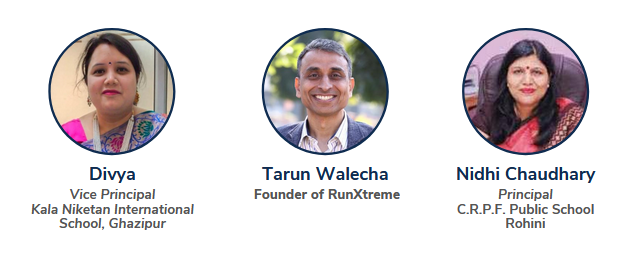 Divya
Vice Principal
Kala Niketan International
School, Ghazipur
Tarun Walecha
Founder of RunXtreme
Nidhi Chaudhary
Principal
C.R.P.F. Public School
Rohini